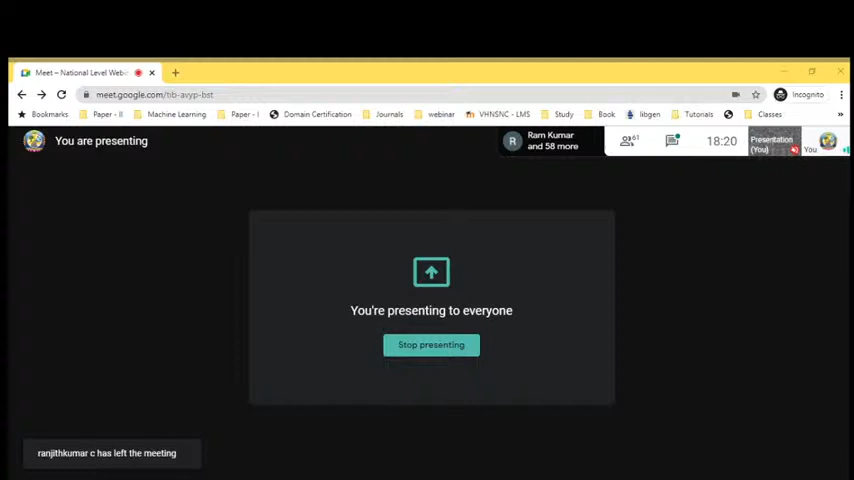 Meet – National Level Web
meet.google.com/tib-avyp-bst
Incognito
Bookmarks Paper - II Machine Learning Paper - I Domain Certification Journals webinar VHNSNC - LMS Study Book libgen Tutorials Classes »
You are presenting
R
Ram Kumar
and 58 more
61
18:20
Presentation
(You)
You
You're presenting to everyone
Stop presenting
ranjithkumar c has left the meeting